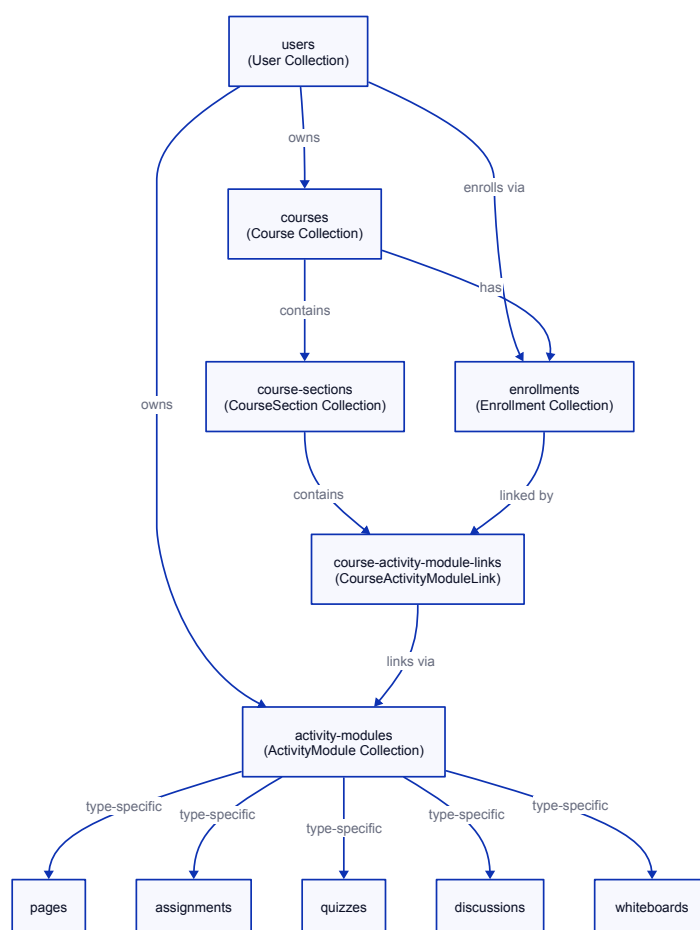 users
(User Collection)
owns
enrolls via
courses
(Course Collection)
has
contains
course-sections
(CourseSection Collection)
enrollments
(Enrollment Collection)
owns
contains
linked by
course-activity-module-links
(CourseActivityModuleLink)
links via
activity-modules
(ActivityModule Collection)
type-specific
type-specific
type-specific
type-specific
type-specific
pages
assignments
quizzes
discussions
whiteboards